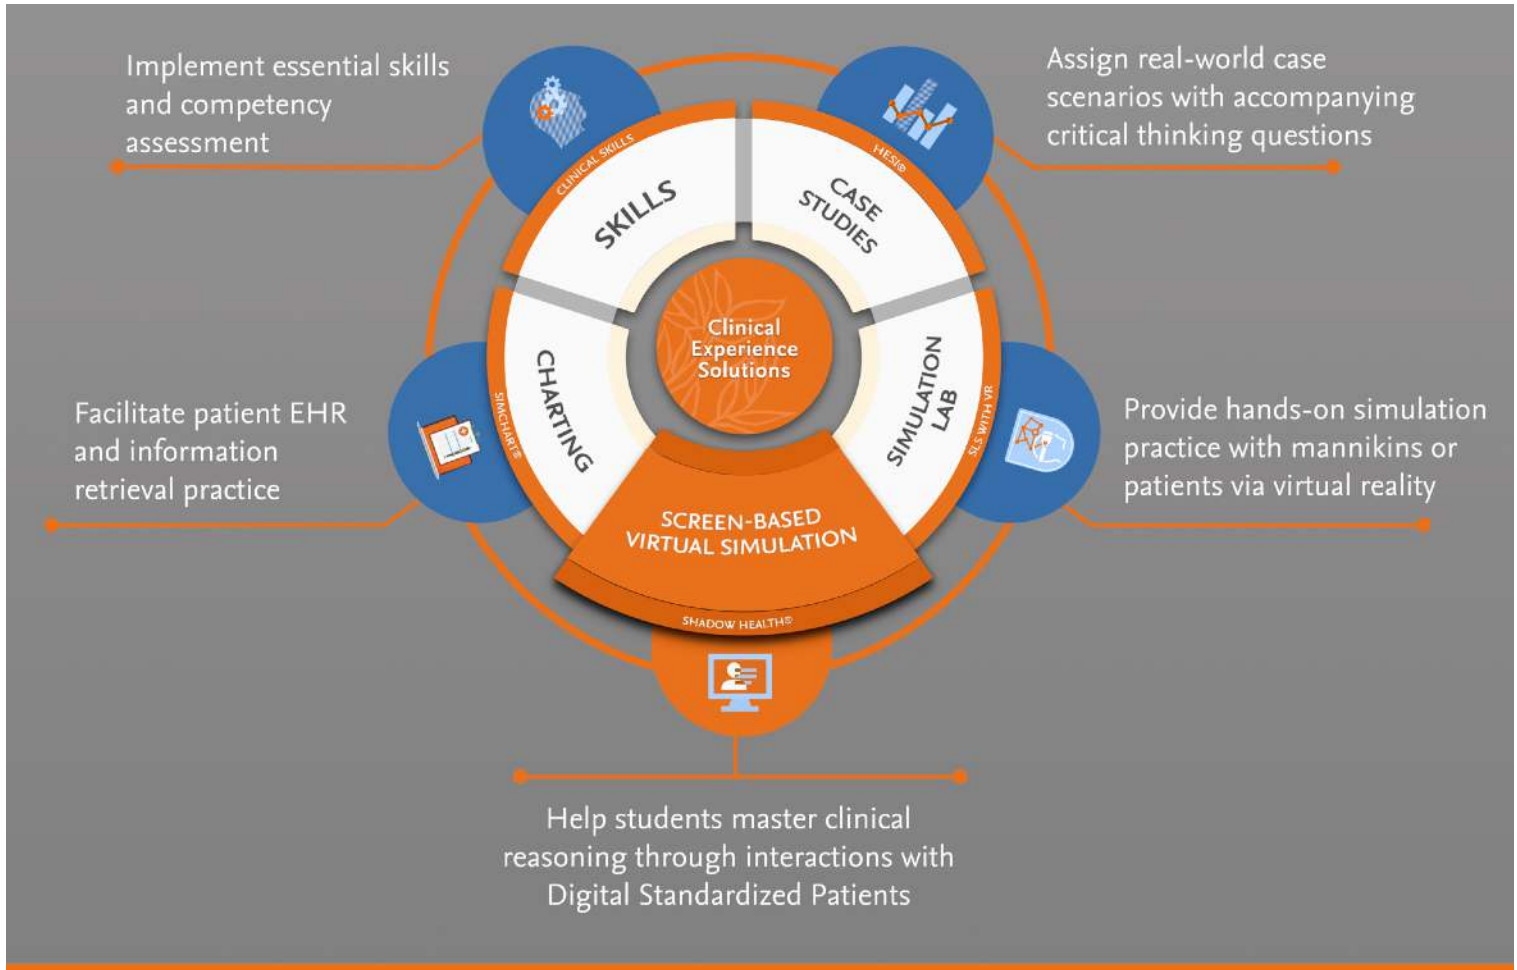 Implement essential skills
and competency
assessment
Assign real-world case
scenarios with accompanying
critical thinking questions
CLINICAL SKILLS
SKILLS
HESI®
CASE
STUDIES
Clinical
Experience
Solutions
SIMCHART®
CHARTING
SIMULATION
LAB
SLS WITH VR
Facilitate patient EHR
and information
retrieval practice
Provide hands-on simulation
practice with mannikins or
patients via virtual reality
SCREEN-BASED
VIRTUAL SIMULATION
SHADOW HEALTH®
Help students master clinical
reasoning through interactions with
Digital Standardized Patients